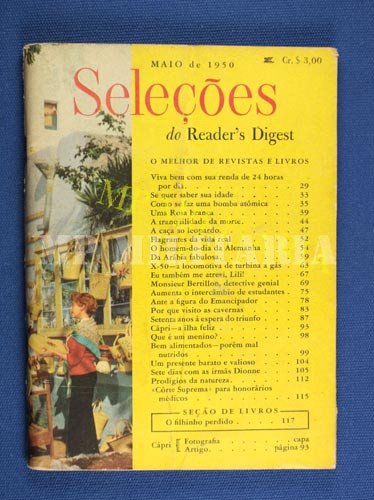 MAIO de 1950 Cr. $ 3,00
Seleções
do Reader's Digest
O MELHOR DE REVISTAS E LIVROS
Viva bem com sua renda de 24 horas
por dia . . . . . 29
Se quer saber sua idade . . . . 33
Como se faz uma bomba atômica . . 35
Uma Rosa branca . . . . . 39
A tranqüilidade da morte . . . . 44
A caça ao leopardo . . . . . 47
Flagrantes da vida real . . . . 52
O homem-do-dia da Alemanha . . . 54
Da Arábia fabulosa . . . . . 59
X-50—a locomotiva de turbina a gás . 63
Eu também me atirei, Lili! . . . 67
Monsieur Bertillon, detective genial . 69
Aumenta o intercâmbio de estudantes . 75
Ante a figura do Emancipador . . . 78
Por que visito as cavernas . . . 83
Setenta anos à espera do triunfo . . 87
Cápri—a ilha feliz . . . . . 93
Que é um menino? . . . . . 98
Bem alimentados—porém mal
nutridos . . . . . 99
Um presente barato e valioso . . . 104
Sete dias com as irmãs Dionne . . . 105
Prodígios da natureza . . . . 112
«Côrte Suprema» para honorários
médicos . . . . . 115
SEÇÃO DE LIVROS
O filhinho perdido . . . . 117
Cápri Fotografia . . . . capa
Artigo . . . . página 93